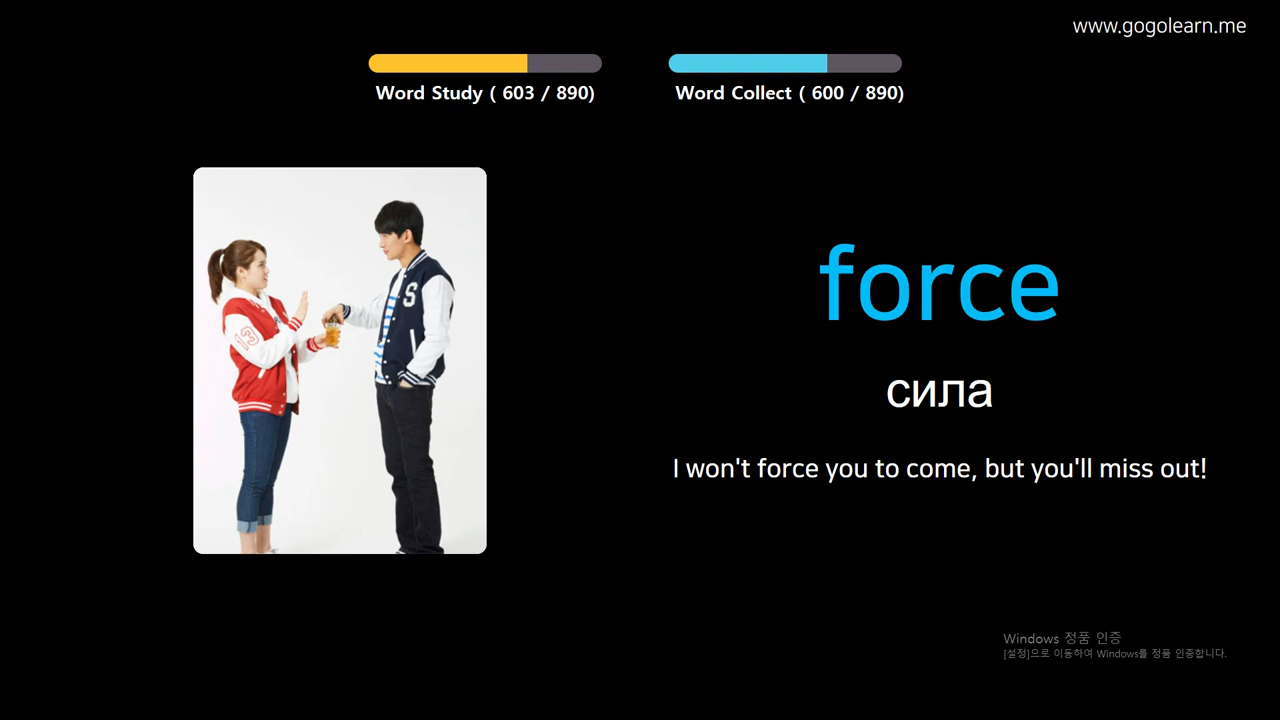 www.gogolearn.me
Word Study ( 603 / 890)
Word Collect ( 600 / 890)
13
S
force
сила
I won't force you to come, but you'll miss out!
Windows 정품 인증
[설정]으로 이동하여 Windows를 정품 인증합니다.